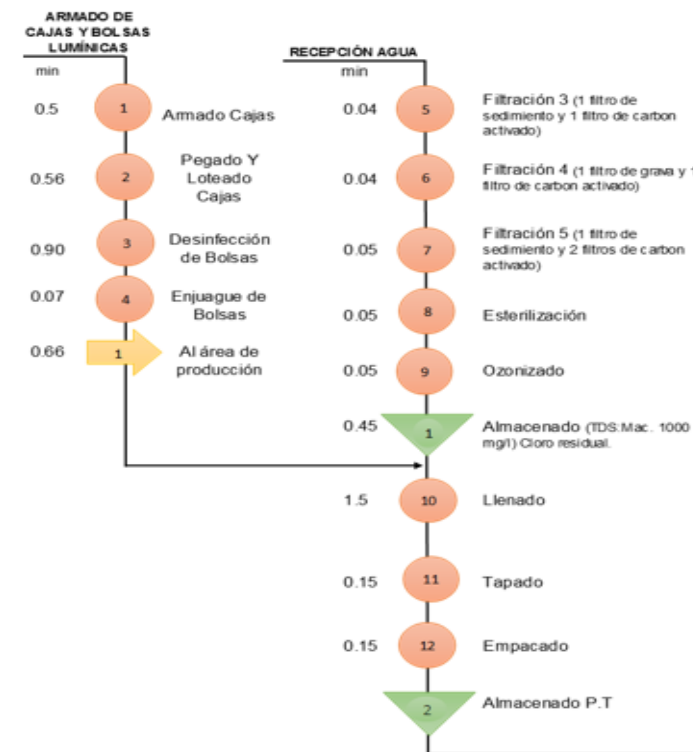 ARMADO DE
CAJAS Y BOLSAS
LUMÍNICAS
min
0.5
1
Armado Cajas
0.56
2
Pegado Y
Loteado
Cajas
0.90
3
Desinfección
de Bolsas
0.07
4
Enjuague de
Bolsas
0.66
1
Al área de
producción
RECEPCIÓN AGUA
min
0.04
5
Filtración 3 (1 filtro de
sedimiento y 1 filtro de carbon
activado)
0.04
6
Filtración 4 (1 filtro de grava y 1
filtro de carbon activado)
0.05
7
Filtración 5 (1 filtro de
sedimiento y 2 filtros de carbon
activado)
0.05
8
Esterilización
0.05
9
Ozonizado
0.45
1
Almacenado (TDS:Mac. 1000
mg/l) Cloro residual.
1.5
10
Llenado
0.15
11
Tapado
0.15
12
Empacado
2
Almacenado P.T